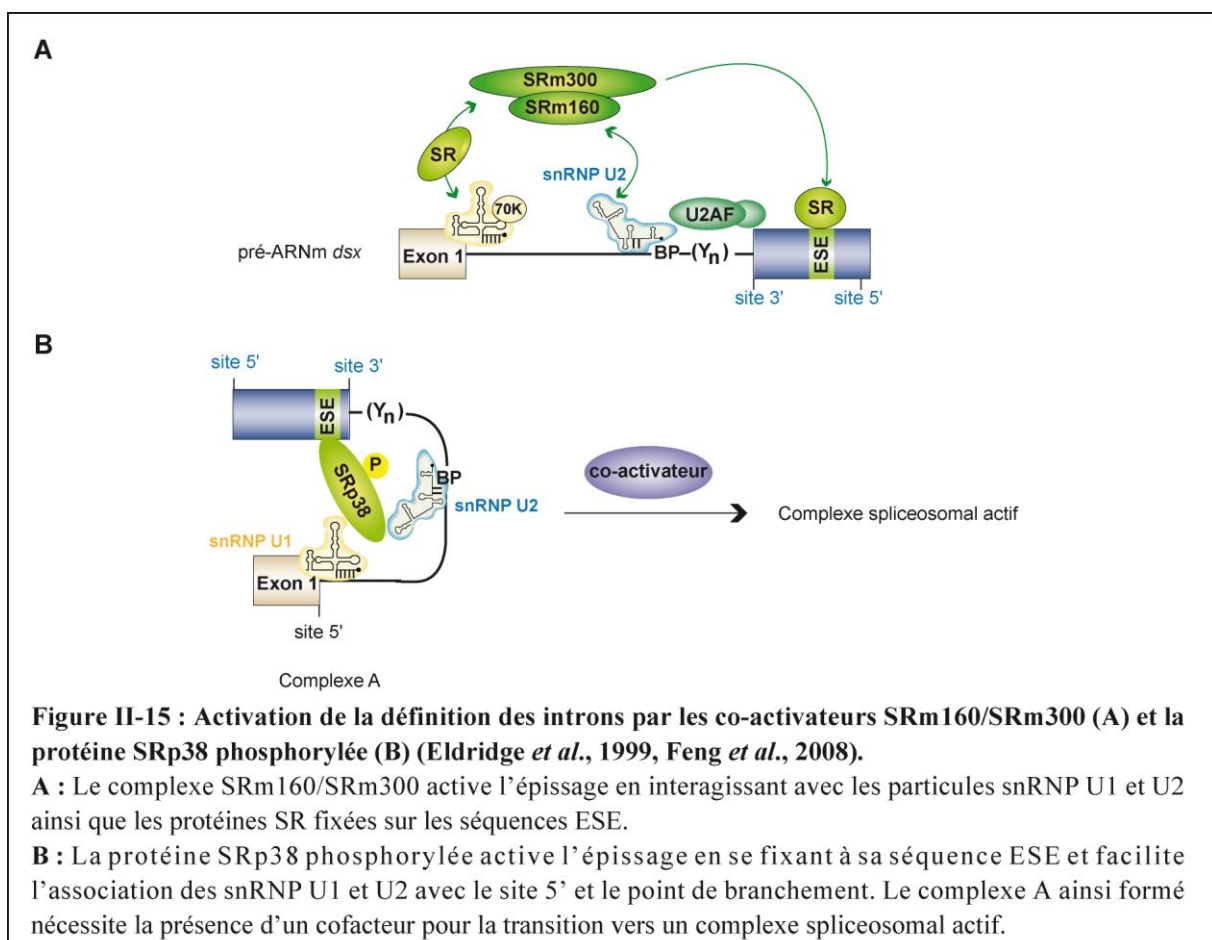 A
SRm300
SRm160
SR
snRNP U2
70K
U2AF
SR
pré-ARNm dsx
Exon 1
BP–(Yn)
ESE
site 3'
site 5'
B
site 5'
site 3'
ESE
(Yn)
SRp38
P
BP
snRNP U2
co-activateur
Complexe spliceosomal actif
snRNP U1
Exon 1
site 5'
Complexe A
Figure II-15 : Activation de la définition des introns par les co-activateurs SRm160/SRm300 (A) et la
protéine SRp38 phosphorylée (B) (Eldridge et al., 1999, Feng et al., 2008).
A : Le complexe SRm160/SRm300 active l’épissage en interagissant avec les particules snRNP U1 et U2
ainsi que les protéines SR fixées sur les séquences ESE.
B : La protéine SRp38 phosphorylée active l’épissage en se fixant à sa séquence ESE et facilite
l’association des snRNP U1 et U2 avec le site 5’ et le point de branchement. Le complexe A ainsi formé
nécessite la présence d’un cofacteur pour la transition vers un complexe spliceosomal actif.